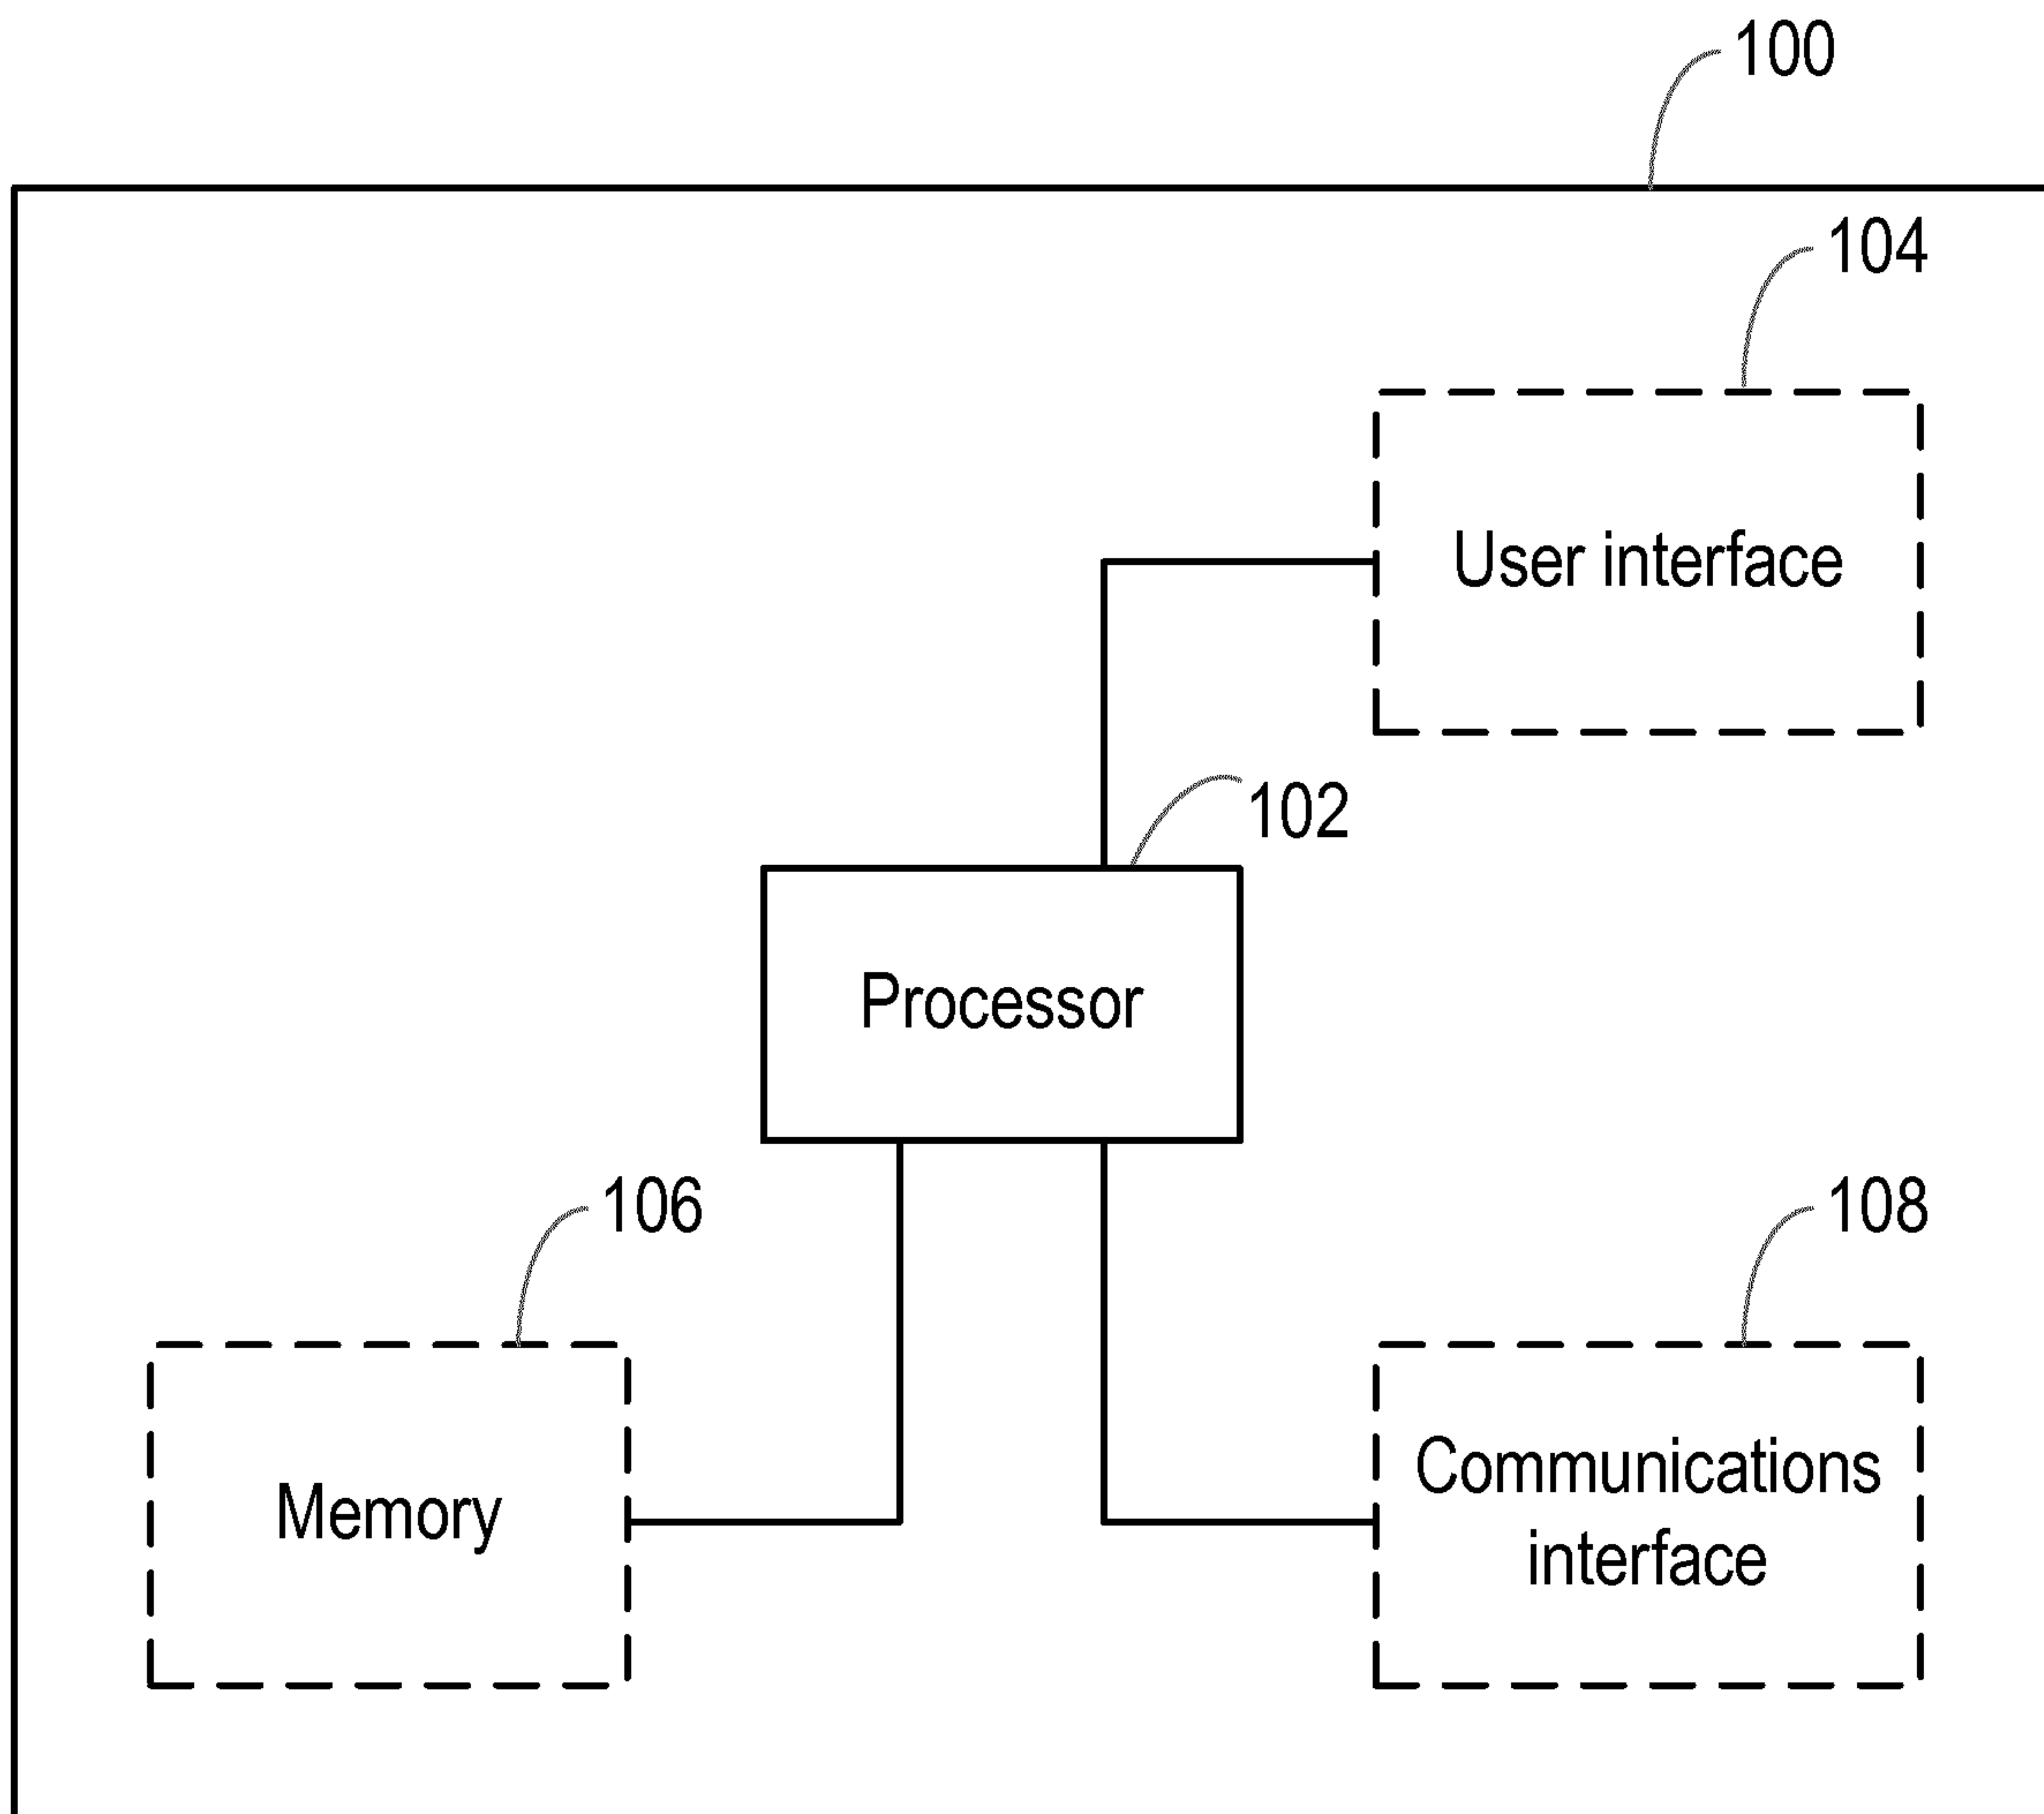 100
104
User interface
102
Processor
106
108
Memory
Communications
interface